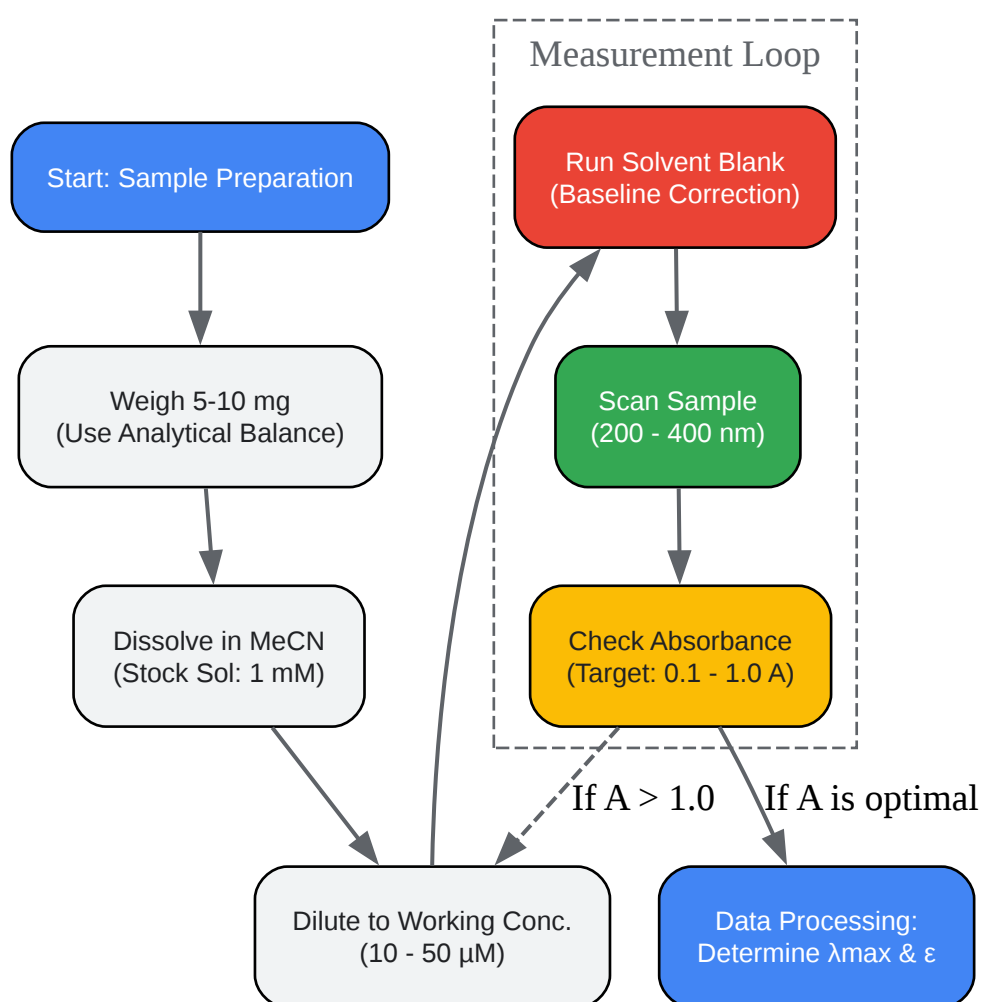 Measurement Loop
Start: Sample Preparation
Run Solvent Blank
(Baseline Correction)
Weigh 5-10 mg
(Use Analytical Balance)
Scan Sample
(200 - 400 nm)
Dissolve in MeCN
(Stock Sol: 1 mM)
Check Absorbance
(Target: 0.1 - 1.0 A)
If A > 1.0
If A is optimal
Dilute to Working Conc.
(10 - 50 µM)
Data Processing:
Determine λmax & ε